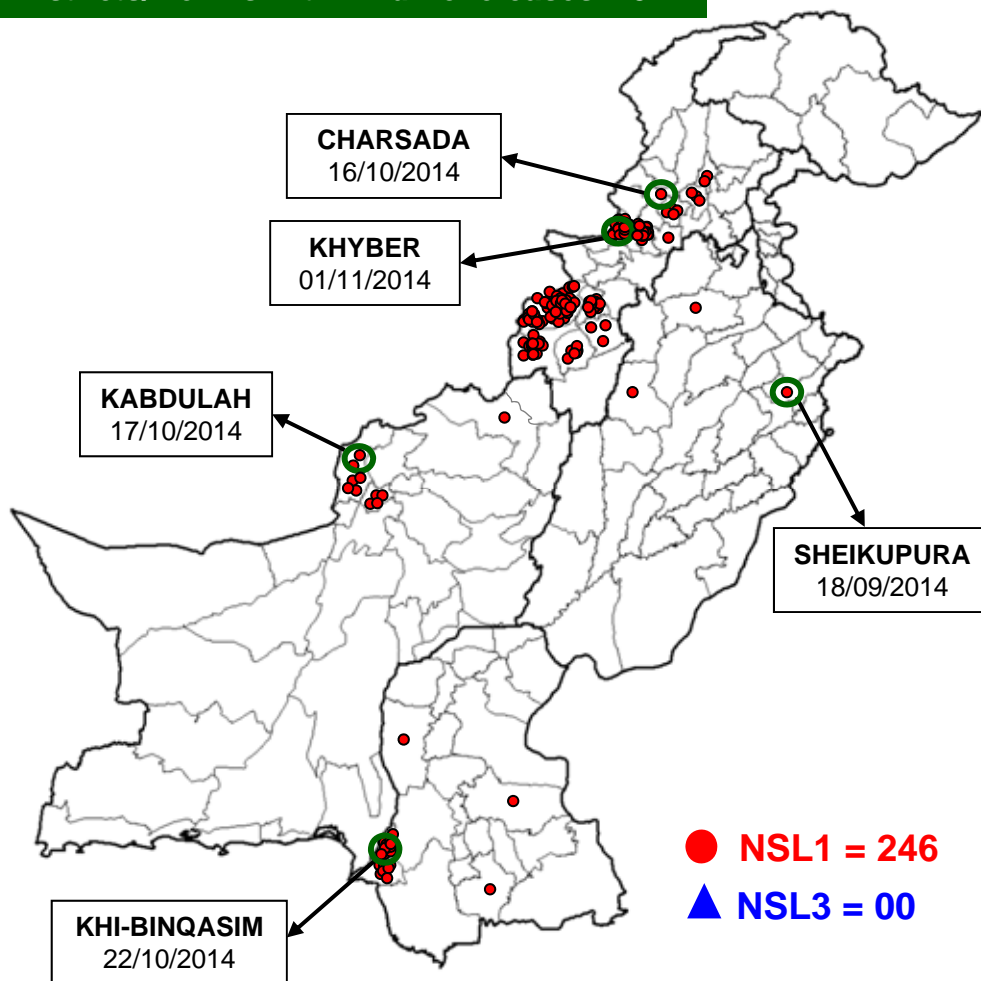 CHARSADA
16/10/2014
KHYBER
01/11/2014
KABDULAH
17/10/2014
SHEIKUPURA
18/09/2014
NSL1 = 246
NSL3 = 00
KHI-BINQASIM
22/10/2014